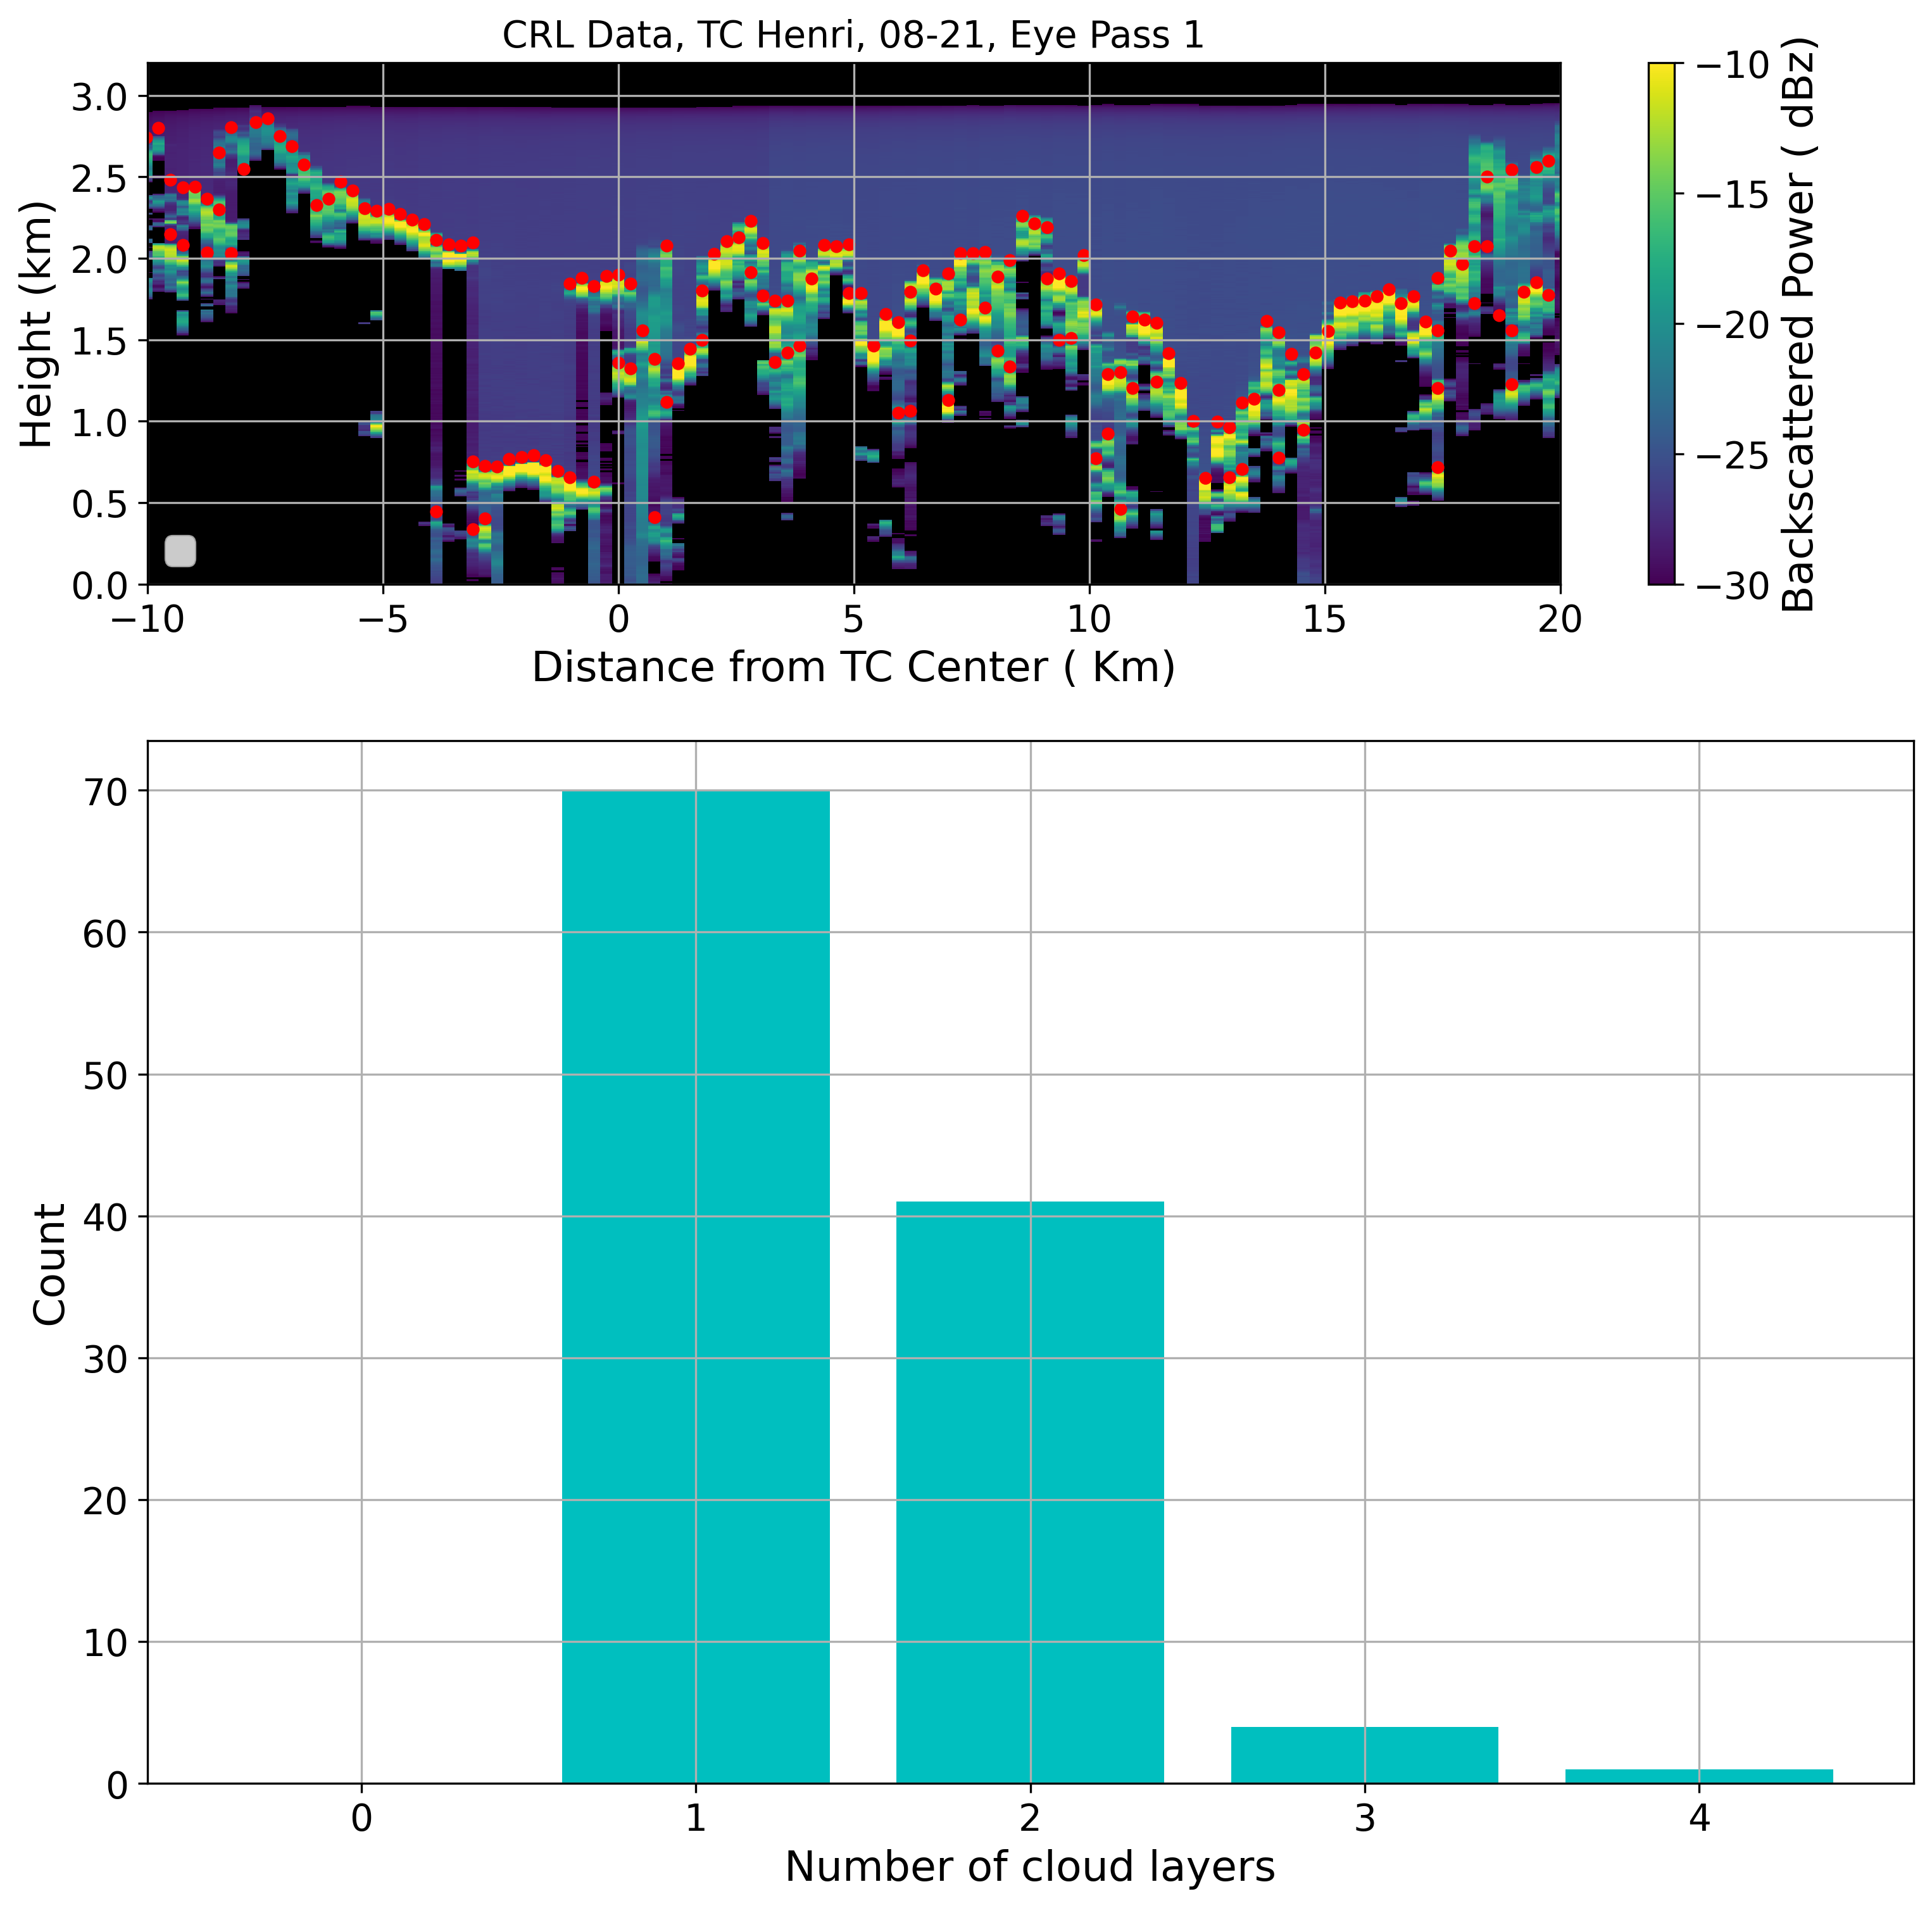 CRL Data, TC Henri, 08-21, Eye Pass 1
Height (km)
3.0
2.5
2.0
1.5
1.0
0.5
0.0
−10 −5 0 5 10 15 20
Distance from TC Center ( Km)
−10
−15
−20
−25
−30
Backscattered Power ( dBz)
Count
70
60
50
40
30
20
10
0
0 1 2 3 4
Number of cloud layers